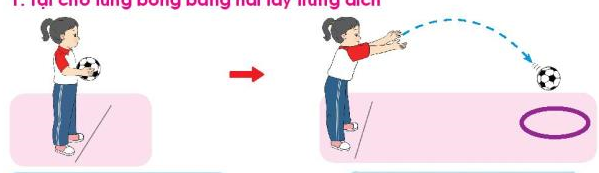 1. Tại chỗ tung bóng bằng hai tay trúng đích